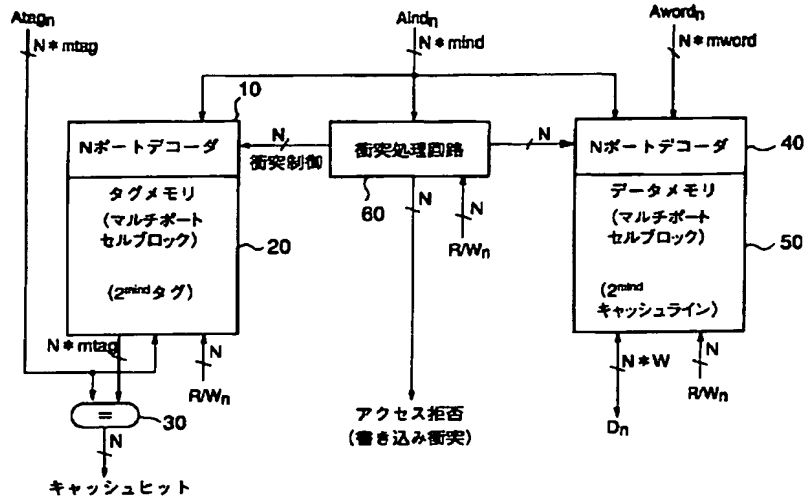 Atagn
N*mtag
AIndn
N*mind
Awordn
N*mword
10
Nポートデコーダ
N
衝突制御
衝突処理回路
60
N
Nポートデコーダ
40
タグメモリ
(マルチポート
セルブロック)
20
(2mindタグ)
N
N
R/Wn
データメモリ
(マルチポート
セルブロック)
50
(2mind
キャッシュライン)
N*mtag
N
R/Wn
=
30
N
キャッシュヒット
アクセス拒否
(書き込み衝突)
N*W
N
R/Wn
Dn